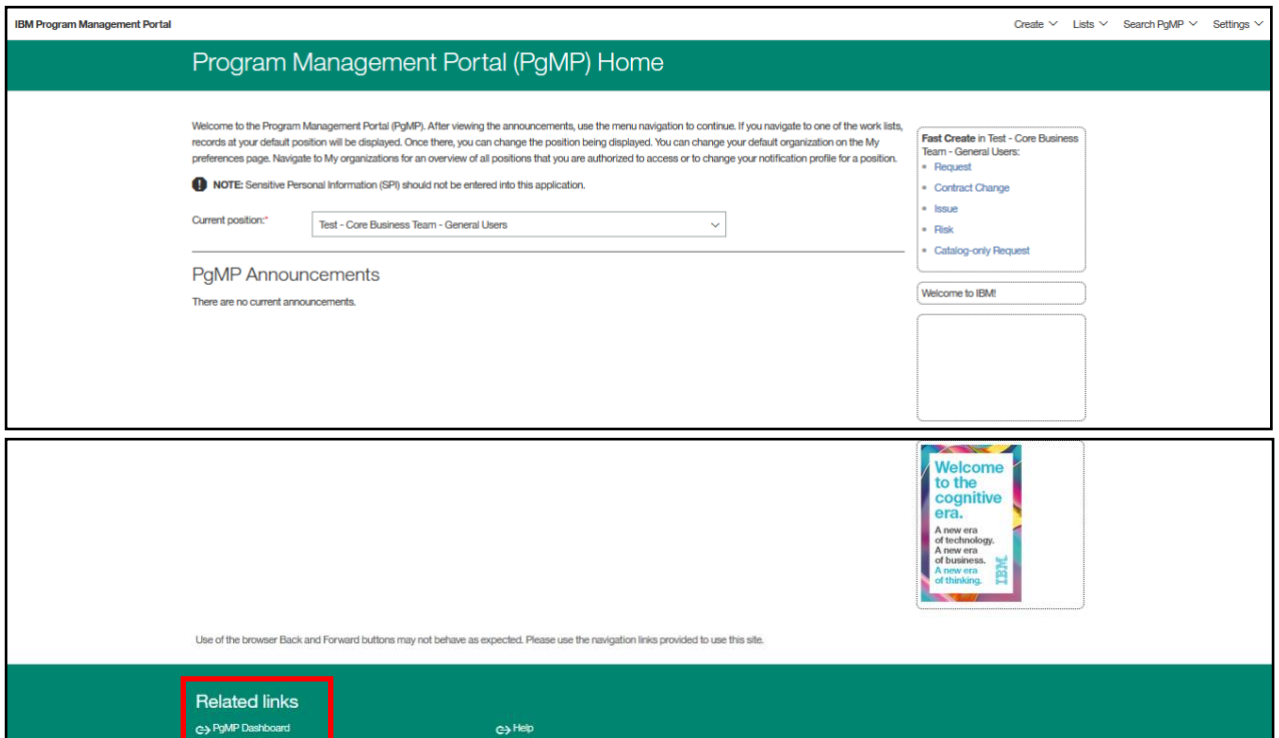 IBM Program Management Portal
Create Lists Search PgMP Settings
Program Management Portal (PgMP) Home
Welcome to the Program Management Portal (PgMP). After viewing the announcements, use the menu navigation to continue. If you navigate to one of the work lists,
records at your default position will be displayed. Once there, you can change the position being displayed. You can change your default organization on the My
preferences page. Navigate to My organizations for an overview of all positions that you are authorized to access or to change your notification profile for a position.
NOTE: Sensitive Personal Information (SPI) should not be entered into this application.
Current position:*
Test - Core Business Team - General Users
PgMP Announcements
There are no current announcements.
Fast Create in Test - Core Business
Team - General Users:
Request
Contract Change
Issue
Risk
Catalog-only Request
Welcome to IBM!
Welcome
to the
cognitive
era.
A new era
of technology.
A new era
of business.
A new era
of thinking.
IBM
Use of the browser Back and Forward buttons may not behave as expected. Please use the navigation links provided to use this site.
Related links
PgMP Dashboard
Help